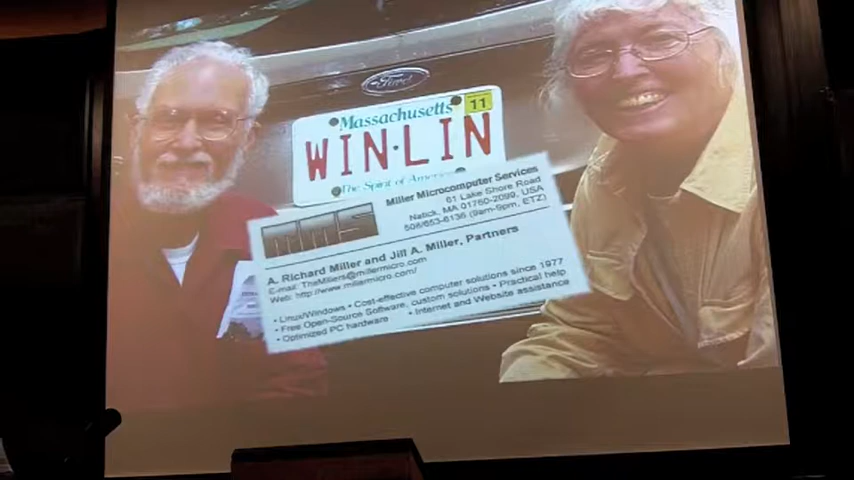 Ford
Massachusetts
11
WIN·LIN
The Spirit of America
mms
Miller Microcomputer Services
61 Lake Shore Road
Natick, MA 01760-2099, USA
508/653-6136 (9am-9pm, ETZ)
A. Richard Miller and Jill A. Miller, Partners
E-mail: TheMillers@millermicro.com
Web: http://www.millermicro.com/
• Linux/Windows • Cost-effective computer solutions since 1977
• Free Open-Source Software, custom solutions • Practical help
• Optimized PC hardware • Internet and Website assistance